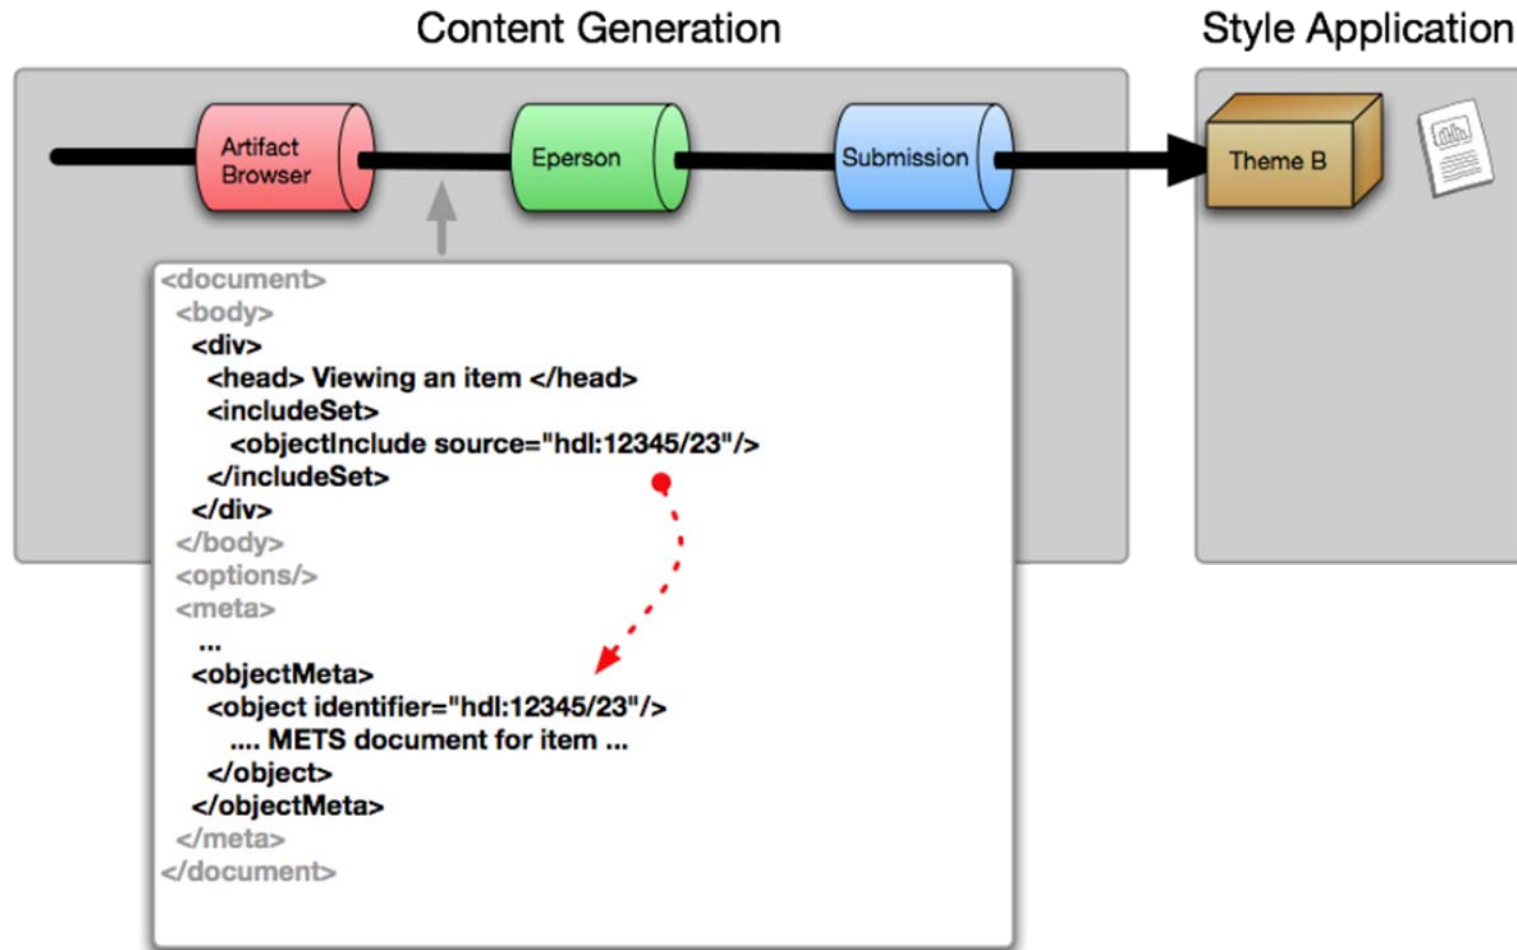 Content Generation
Style Application
Artifact
Browser
Eperson
Submission
Theme B
<document>
<body>
<div>
<head> Viewing an item </head>
<includeSet>
<objectInclude source="hdl:12345/23"/>
</includeSet>
</div>
</body>
<options/>
<meta>
...
<objectMeta>
<object identifier="hdl:12345/23"/>
.... METS document for item ...
</object>
</objectMeta>
</meta>
</document>